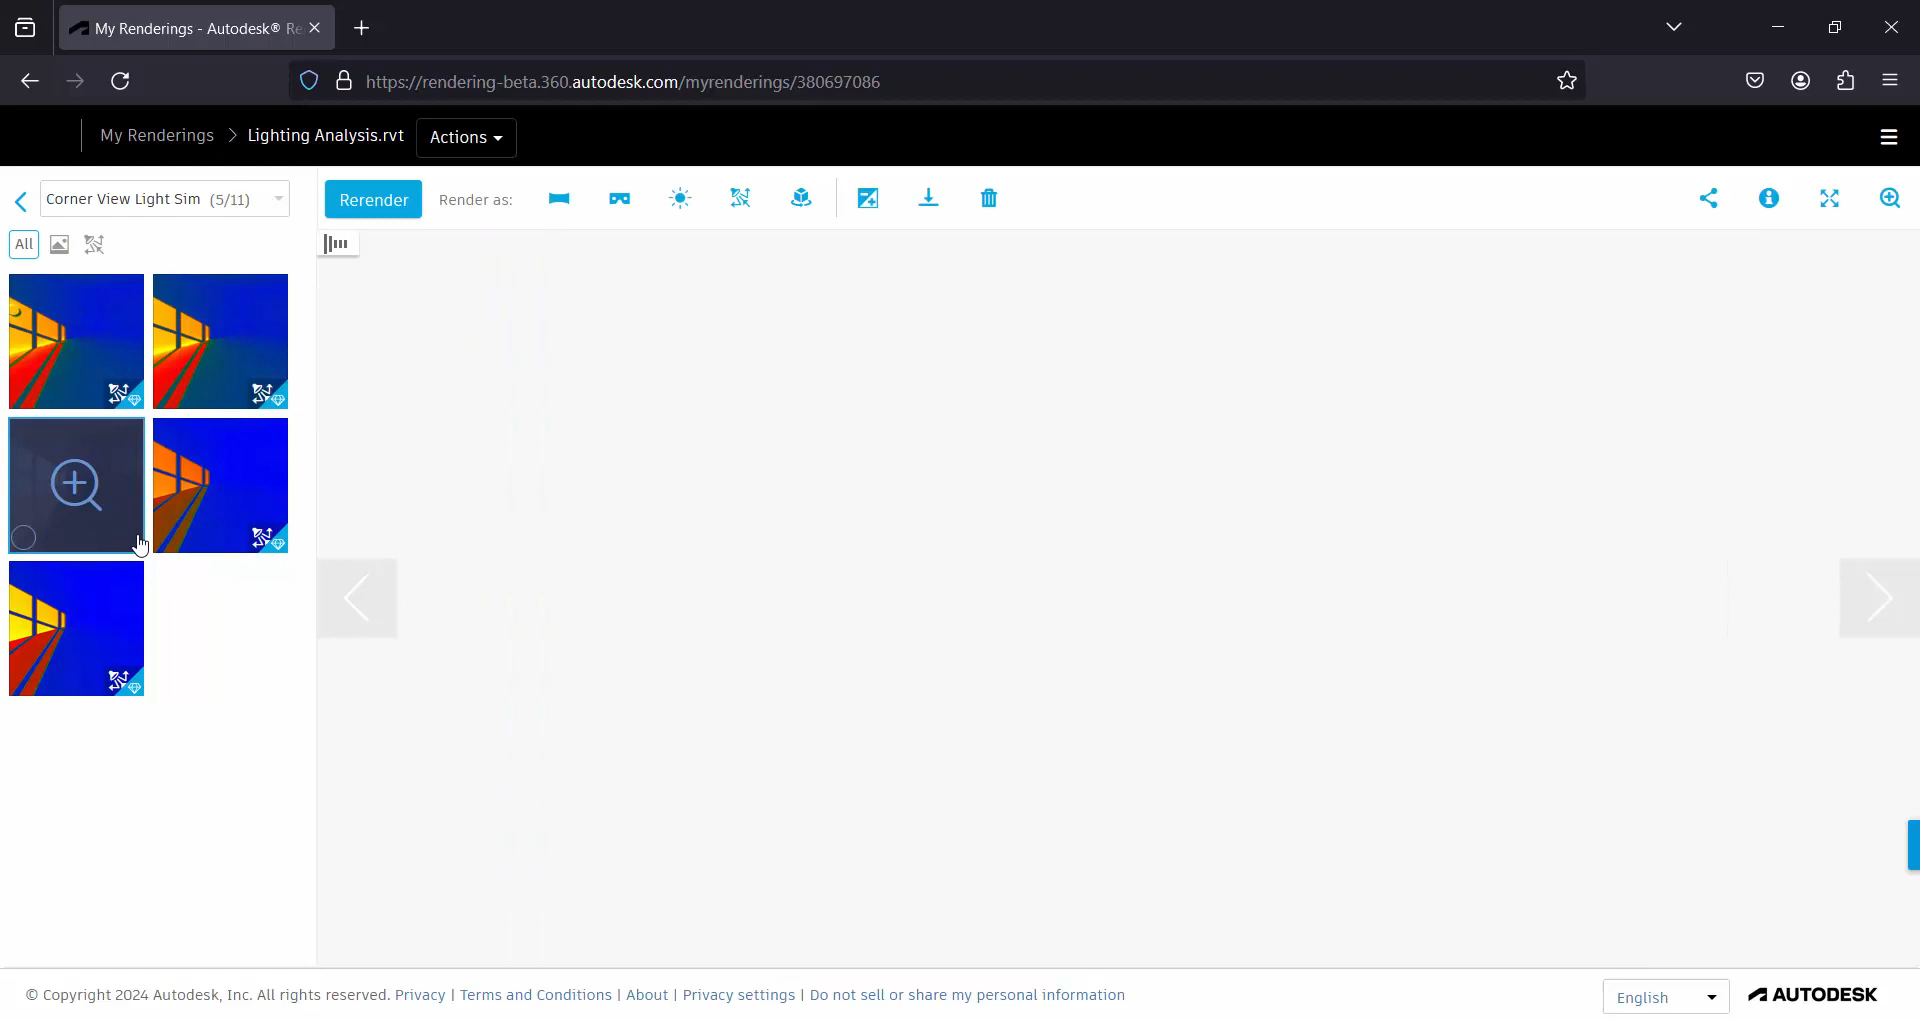 My Renderings - Autodesk® Re
https://rendering-beta.360.autodesk.com/myrenderings/380697086
My Renderings > Lighting Analysis.rvt Actions
Corner View Light Sim (5/11)
Rerender Render as:
All
© Copyright 2024 Autodesk, Inc. All rights reserved. Privacy | Terms and Conditions | About | Privacy settings | Do not sell or share my personal information
English
AUTODESK